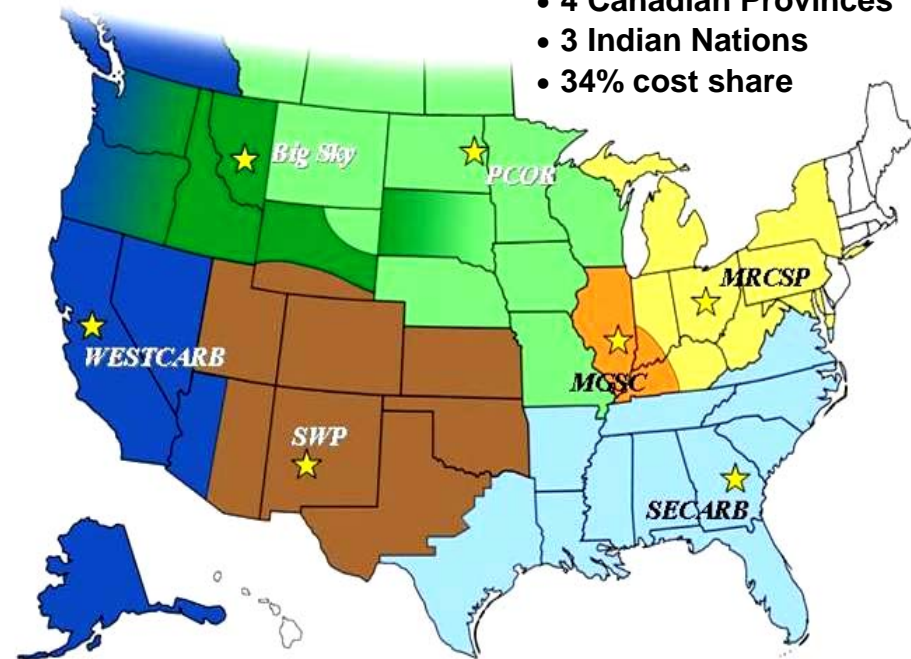 • 4 Canadian Provinces
• 3 Indian Nations
• 34% cost share
Big Sky
PCOR
MRCSP
WESTCARB
MGSC
SWP
SECARB